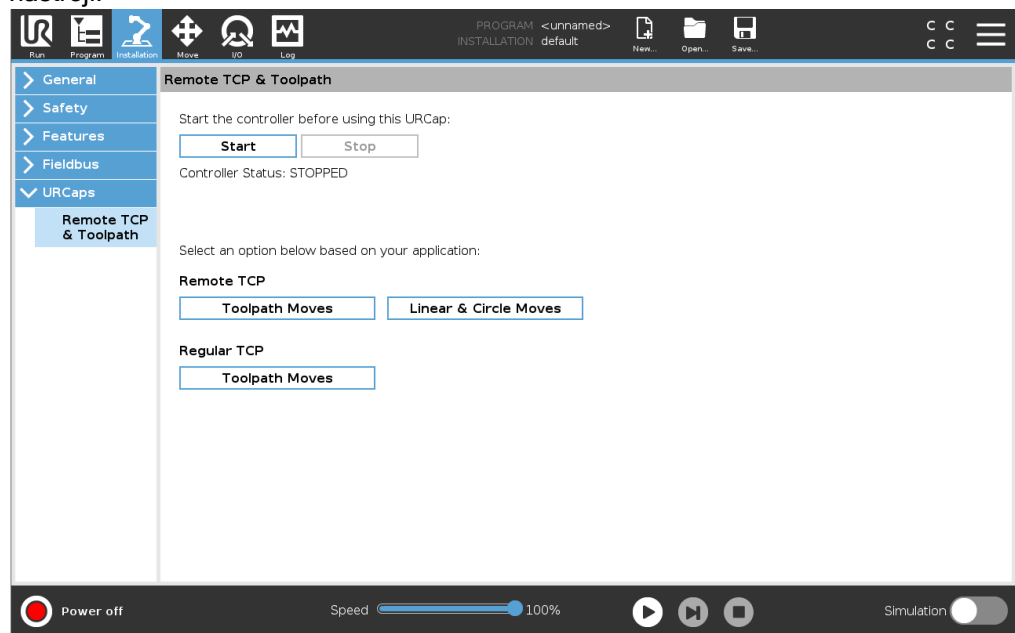 nástroji.
Run Program Installation Move I/O Log
PROGRAM <unnamed>
INSTALLATION default
New... Open... Save...
C C
C C
General
Safety
Features
Fieldbus
URCaps
Remote TCP
& Toolpath
Remote TCP & Toolpath
Start the controller before using this URCap:
Start Stop
Controller Status: STOPPED
Select an option below based on your application:
Remote TCP
Toolpath Moves Linear & Circle Moves
Regular TCP
Toolpath Moves
Power off Speed 100% Simulation